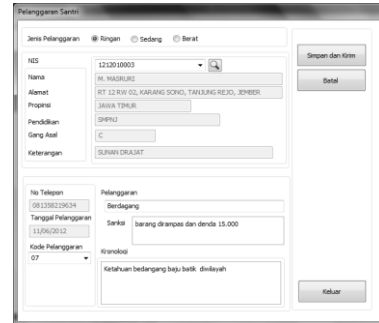 Pelanggaran Santri
Jenis Pelanggaran Ringan Sedang Berat
NIS 1212010003
Nama M. MASRURI
Alamat RT 12 RW 02, KARANG SONO, TANJUNG REJO, JEMBER
Propinsi JAWA TIMUR
Pendidikan SMPNJ
Gang Asal C
Keterangan SUNAN DRAJAT
Simpan dan Kirim
Batal
No Telepon
081358219634
Tanggal Pelanggaran
11/06/2012
Kode Pelanggaran
07
Pelanggaran
Berdagang
Sanksi barang dirampas dan denda 15.000
Kronologi
Ketahuan bedangang baju batik diwilayah
Keluar